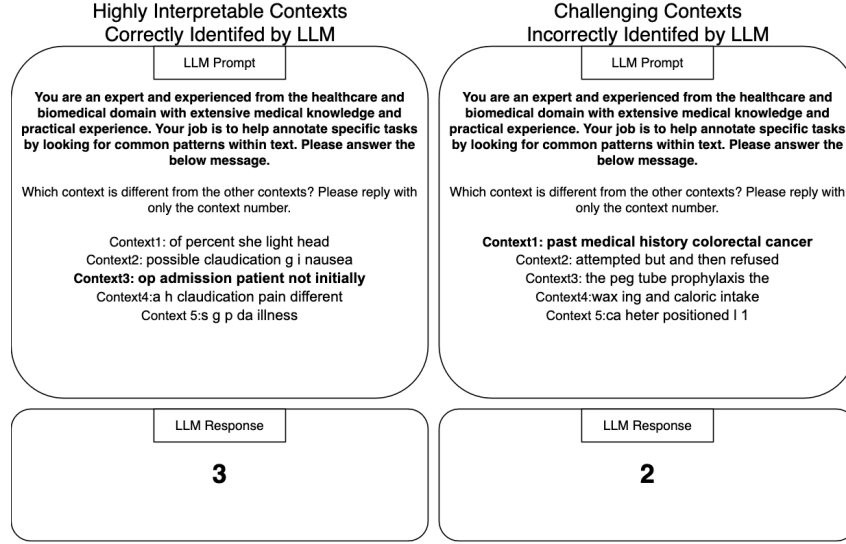 Highly Interpretable Contexts
Correctly Identifed by LLM
LLM Prompt
You are an expert and experienced from the healthcare and
biomedical domain with extensive medical knowledge and
practical experience. Your job is to help annotate specific tasks
by looking for common patterns within text. Please answer the
below message.
Which context is different from the other contexts? Please reply with
only the context number.
Context1: of percent she light head
Context2: possible claudication g i nausea
Context3: op admission patient not initially
Context4:a h claudication pain different
Context 5:s g p da illness
LLM Response
3
Challenging Contexts
Incorrectly Identifed by LLM
LLM Prompt
You are an expert and experienced from the healthcare and
biomedical domain with extensive medical knowledge and
practical experience. Your job is to help annotate specific tasks
by looking for common patterns within text. Please answer the
below message.
Which context is different from the other contexts? Please reply with
only the context number.
Context1: past medical history colorectal cancer
Context2: attempted but and then refused
Context3: the peg tube prophylaxis the
Context4:wax ing and caloric intake
Context 5:ca heter positioned l 1
LLM Response
2